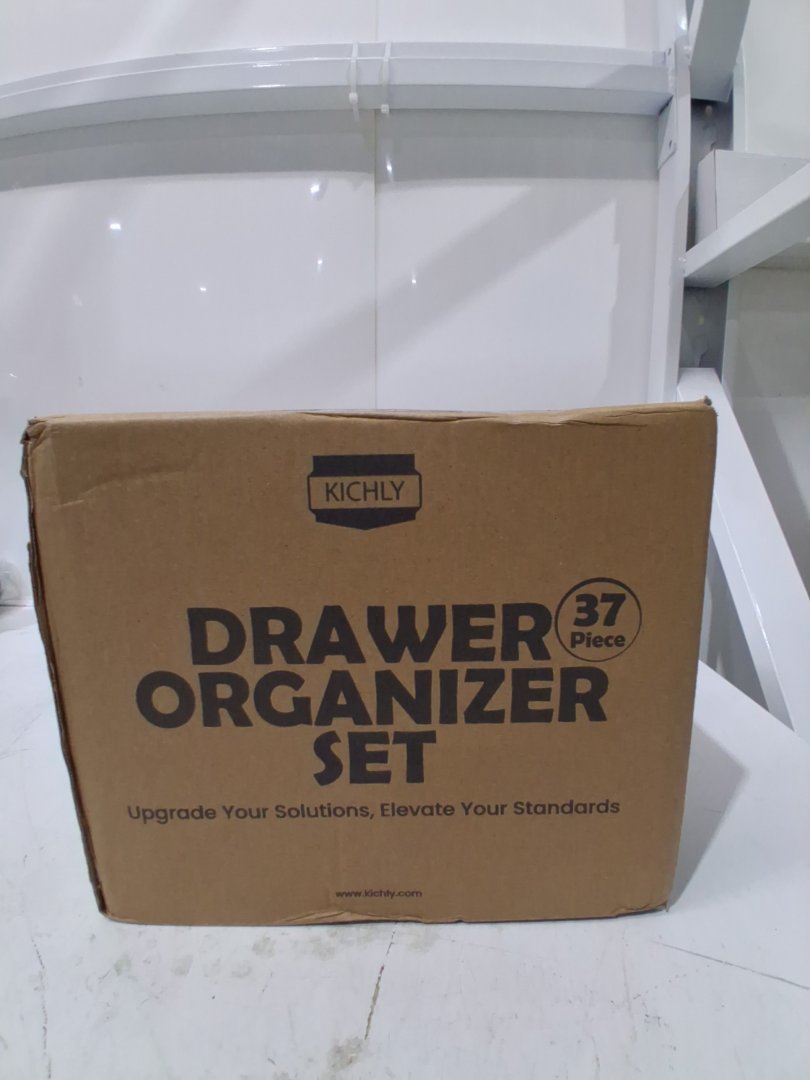 KICHLY
DRAWER
37
Piece
ORGANIZER
SET
Upgrade Your Solutions, Elevate Your Standards
www.kichly.com